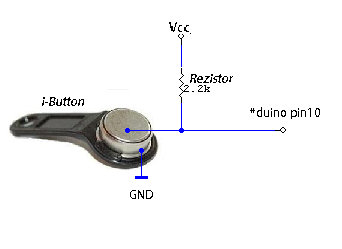 Vcc
Rezistor
2.2k
i-Button
*duino pin10
GND